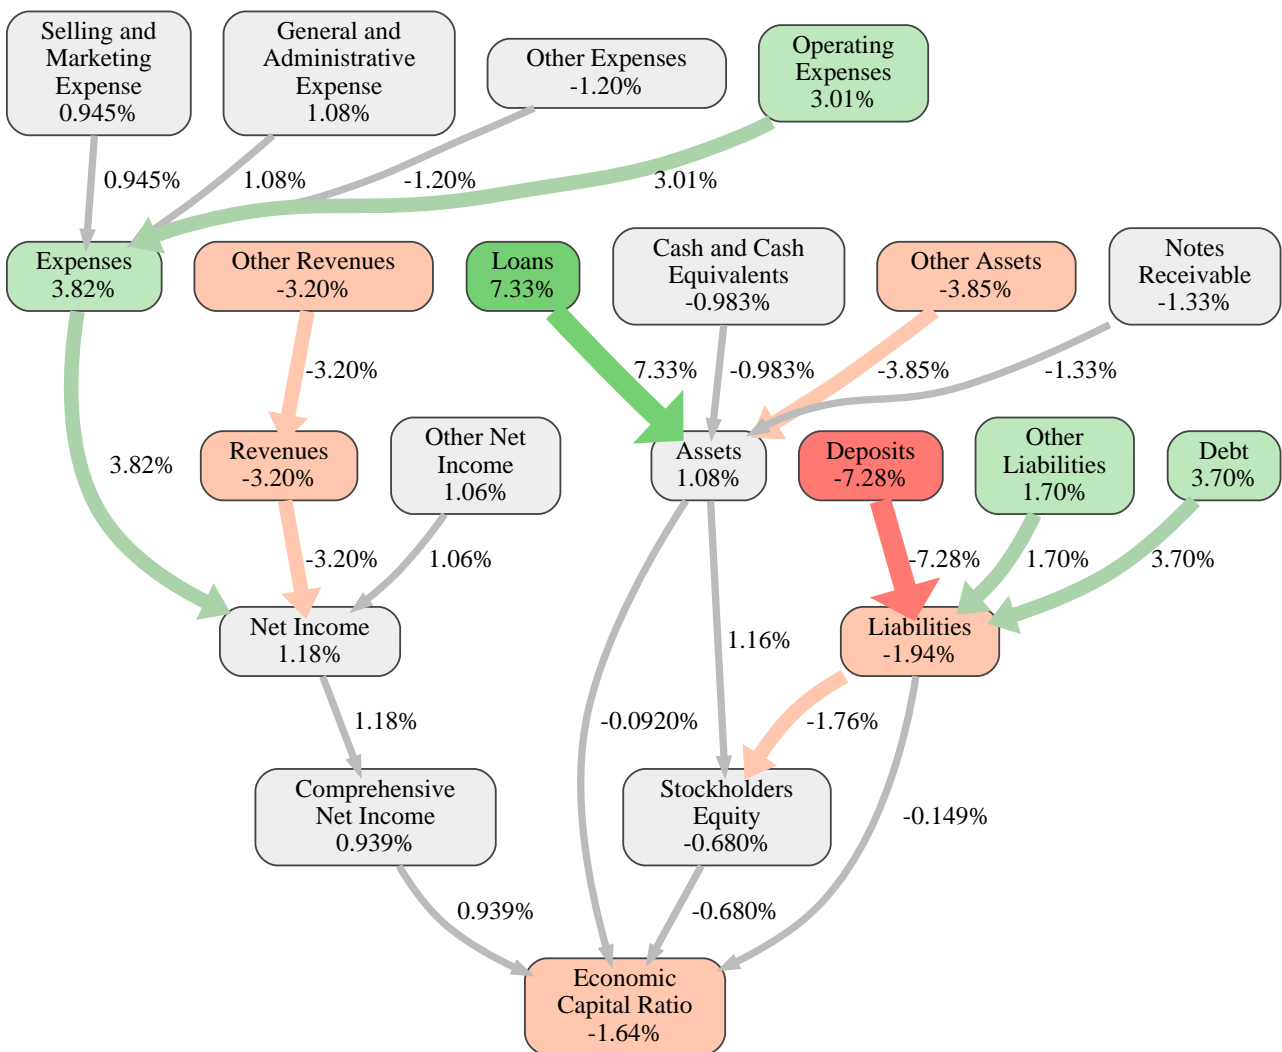 Selling and
Marketing
Expense
0.945%
General and
Administrative
Expense
1.08%
Other Expenses
-1.20%
Operating
Expenses
3.01%
0.945%
1.08%
-1.20%
3.01%
Expenses
3.82%
Other Revenues
-3.20%
Loans
7.33%
Cash and Cash
Equivalents
-0.983%
Other Assets
-3.85%
Notes
Receivable
-1.33%
-3.20%
7.33%
-0.983%
-3.85%
-1.33%
Revenues
-3.20%
Other Net
Income
1.06%
Assets
1.08%
Deposits
-7.28%
Other
Liabilities
1.70%
Debt
3.70%
3.82%
-3.20%
1.06%
-7.28%
1.70%
3.70%
Net Income
1.18%
1.16%
Liabilities
-1.94%
1.18%
-0.0920%
-1.76%
Comprehensive
Net Income
0.939%
Stockholders
Equity
-0.680%
-0.149%
0.939%
-0.680%
Economic
Capital Ratio
-1.64%